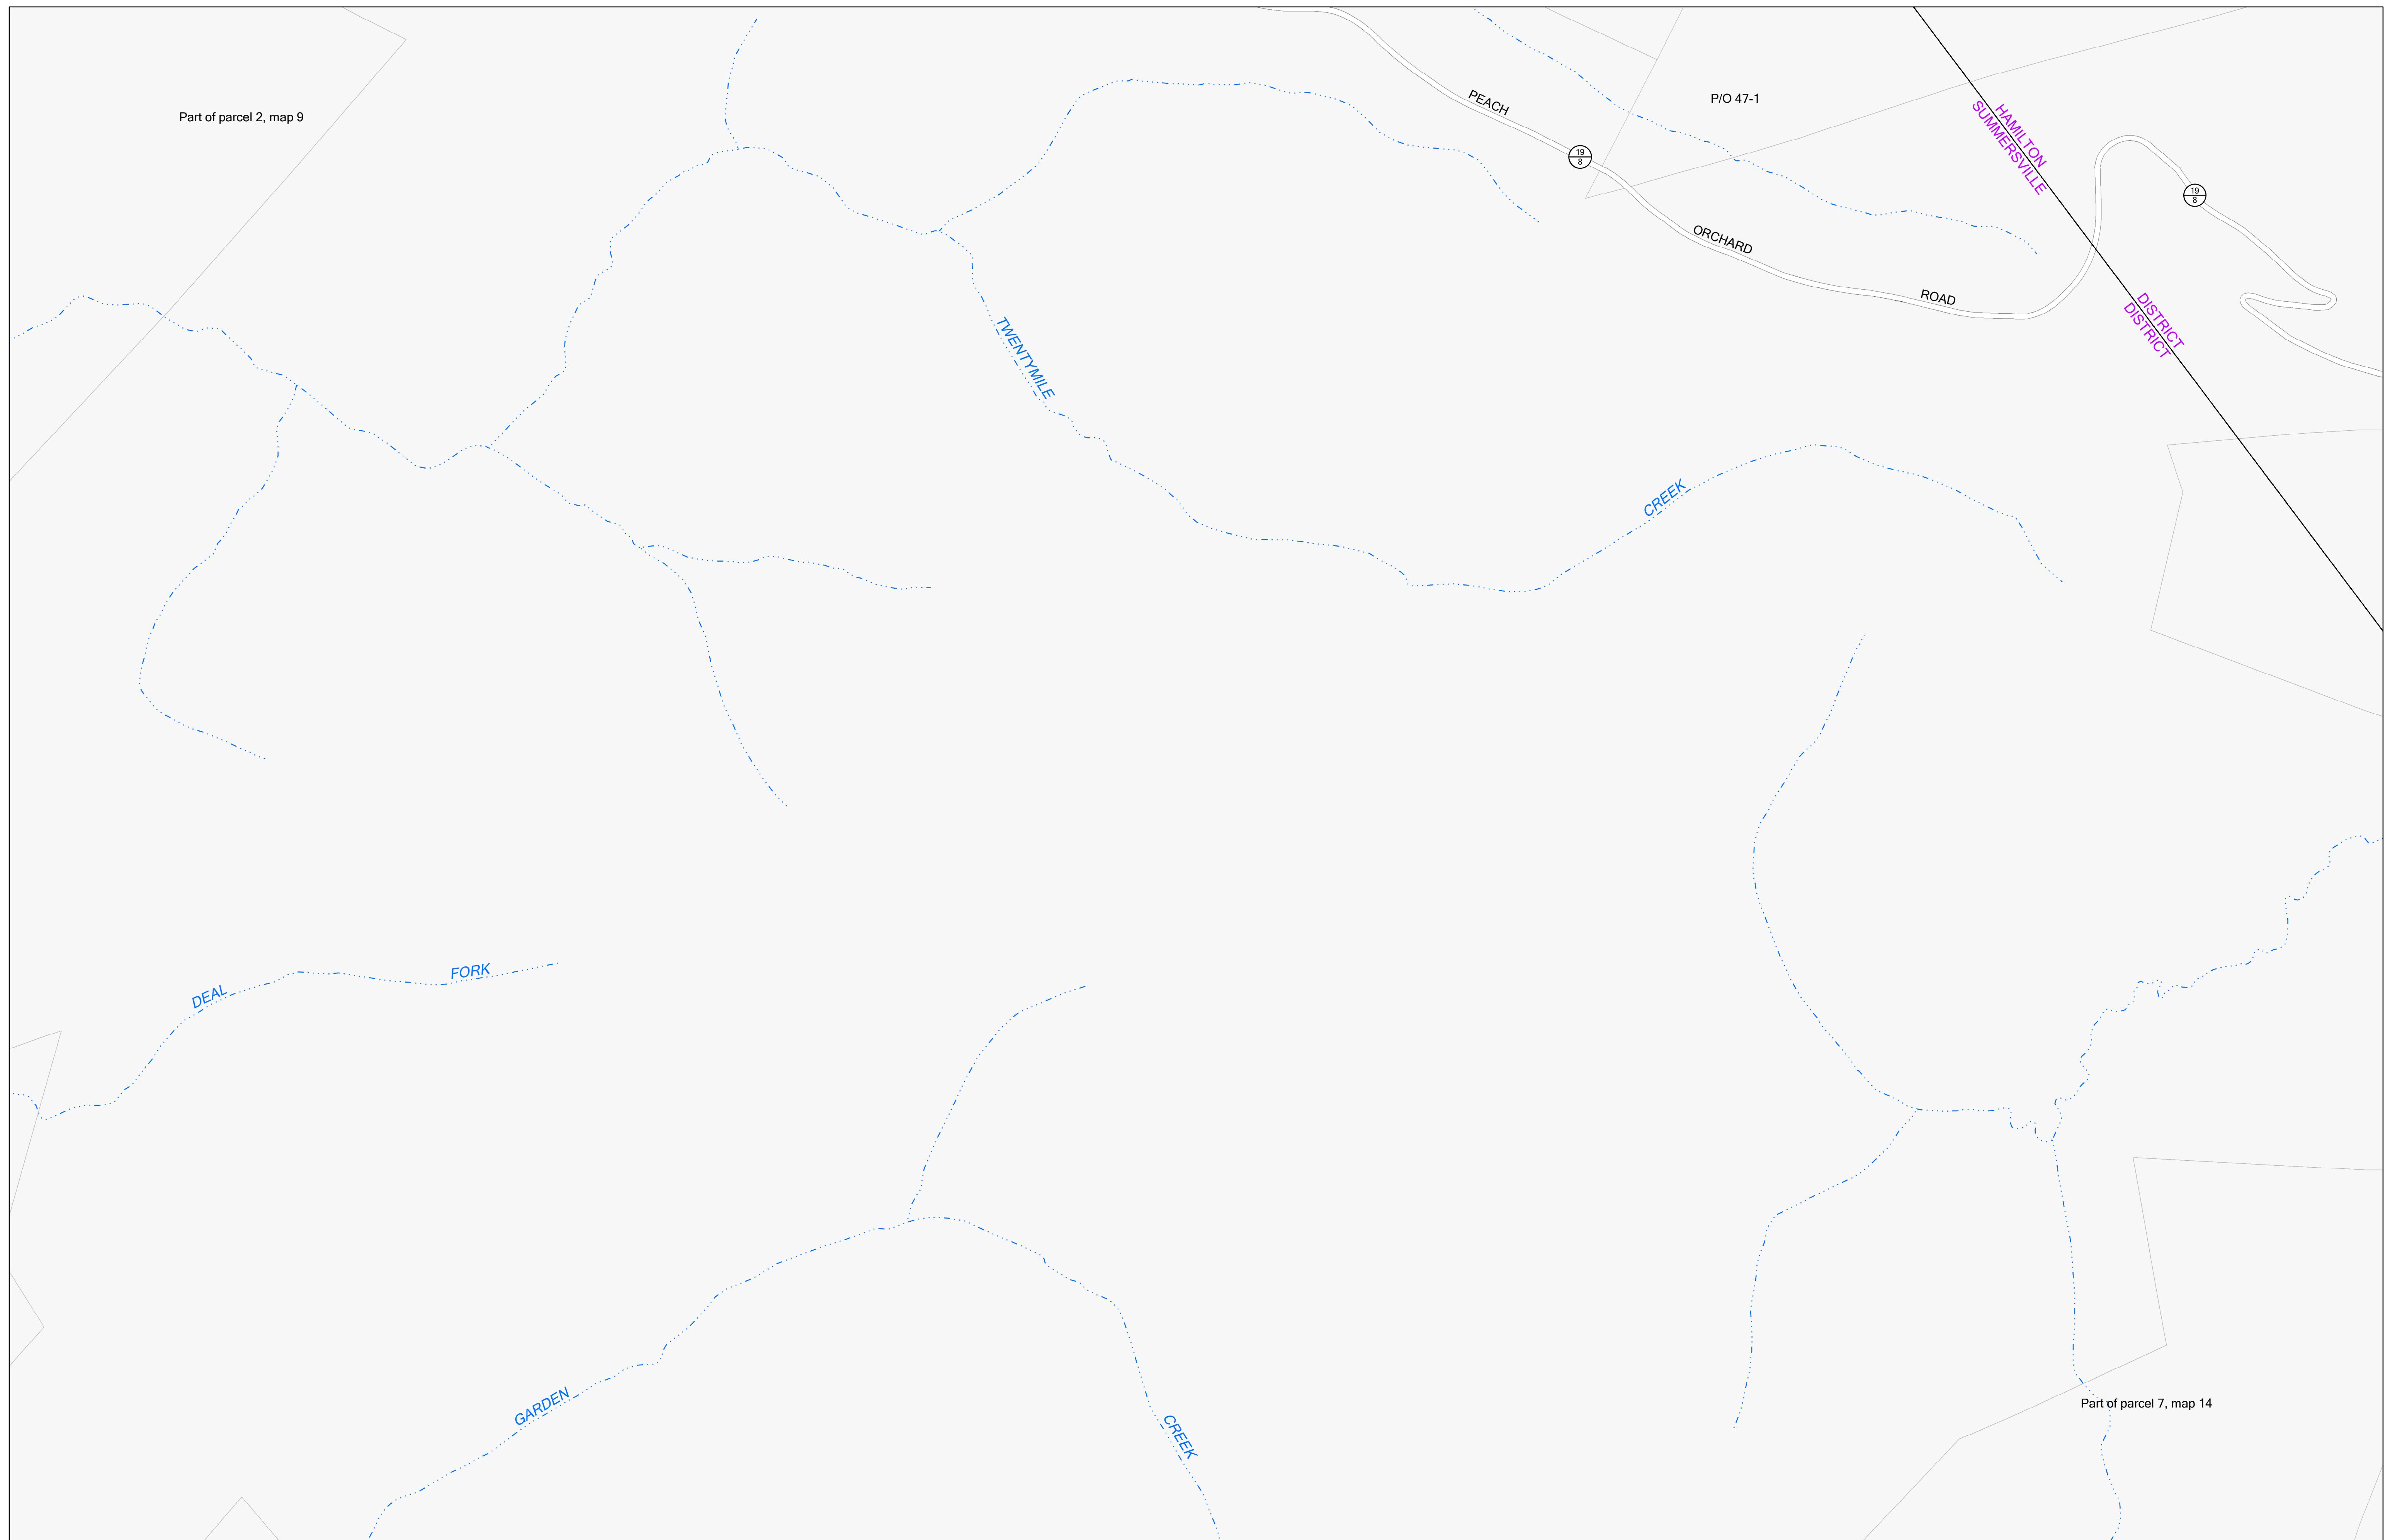 Part of parcel 2, map 9
PEACH
P/O 47-1
19
8
HAMILTON
SUMMERSVILLE
19
8
ORCHARD
ROAD
DISTRICT
DISTRICT
TWENTYMILE
CREEK
DEAL
FORK
GARDEN
CREEK
Part of parcel 7, map 14